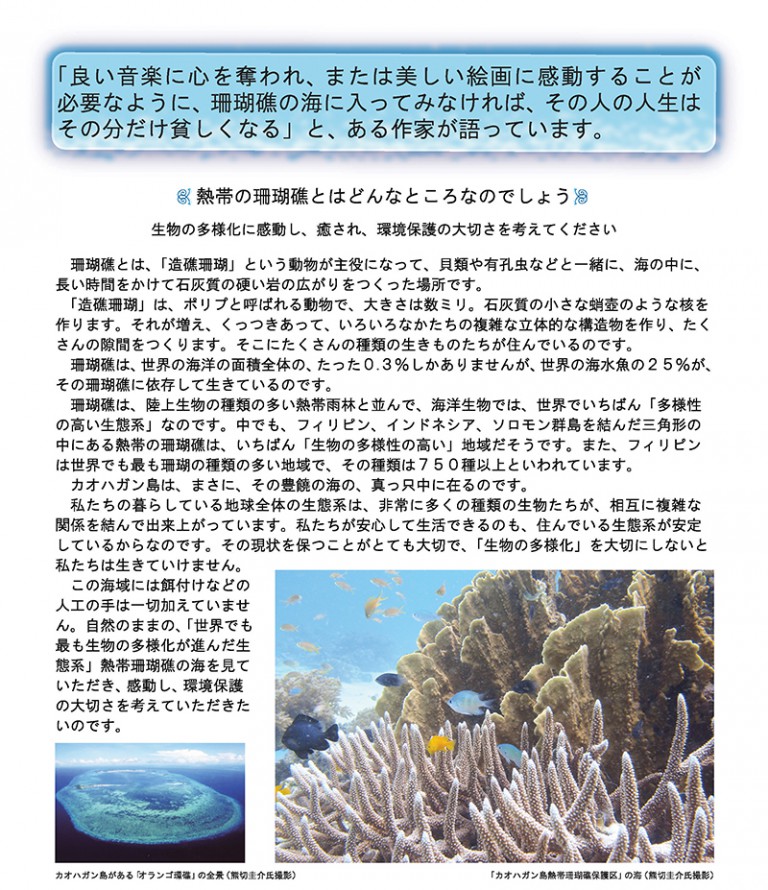 「良い音楽に心を奪われ、または美しい絵画に感動することが
必要なように、珊瑚礁の海に入ってみなければ、その人の人生は
その分だけ貧しくなる」と、ある作家が語っています。
熱帯の珊瑚礁とはどんなところなのでしょう
生物の多様化に感動し、癒され、環境保護の大切さを考えてください
珊瑚礁とは、「造礁珊瑚」という動物が主役になって、貝類や有孔虫などと一緒に、海の中に、
長い時間をかけて石灰質の硬い岩の広がりをつくった場所です。
「造礁珊瑚」は、ポリプと呼ばれる動物で、大きさは数ミリ。石灰質の小さな蛸壺のような核を
作ります。それが増え、くっつきあって、いろいろなかたちの複雑な立体的な構造物を作り、たく
さんの隙間をつくります。そこにたくさんの種類の生きものたちが住んでいるのです。
珊瑚礁は、世界の海洋の面積全体の、たった０.３％しかありませんが、世界の海水魚の２５％が、
その珊瑚礁に依存して生きているのです。
珊瑚礁は、陸上生物の種類の多い熱帯雨林と並んで、海洋生物では、世界でいちばん「多様性
の高い生態系」なのです。中でも、フィリピン、インドネシア、ソロモン群島を結んだ三角形の
中にある熱帯の珊瑚礁は、いちばん「生物の多様性の高い」地域だそうです。また、フィリピン
は世界でも最も珊瑚の種類の多い地域で、その種類は７５０種以上といわれています。
カオハガン島は、まさに、その豊饒の海の、真っ只中に在るのです。
私たちの暮らしている地球全体の生態系は、非常に多くの種類の生物たちが、相互に複雑な
関係を結んで出来上がっています。私たちが安心して生活できるのも、住んでいる生態系が安定
しているからなのです。その現状を保つことがとても大切で、「生物の多様化」を大切にしないと
私たちは生きていけません。
この海域には餌付けなどの
人工の手は一切加えていませ
ん。自然のままの、「世界でも
最も生物の多様化が進んだ生
態系」熱帯珊瑚礁の海を見て
いただき、感動し、環境保護
の大切さを考えていただきた
いのです。
カオハガン島がある「オランゴ環礁」の全景（熊切圭介氏撮影）
「カオハガン島熱帯珊瑚礁保護区」の海（熊切圭介氏撮影）